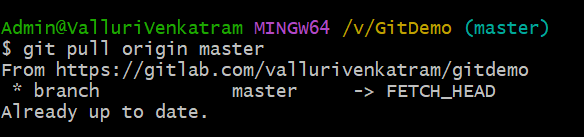 Admin@ValluriVenkatram MINGW64 /v/GitDemo (master)
$ git pull origin master
From https://gitlab.com/vallurivenkatram/gitdemo
 * branch            master     -> FETCH_HEAD
Already up to date.